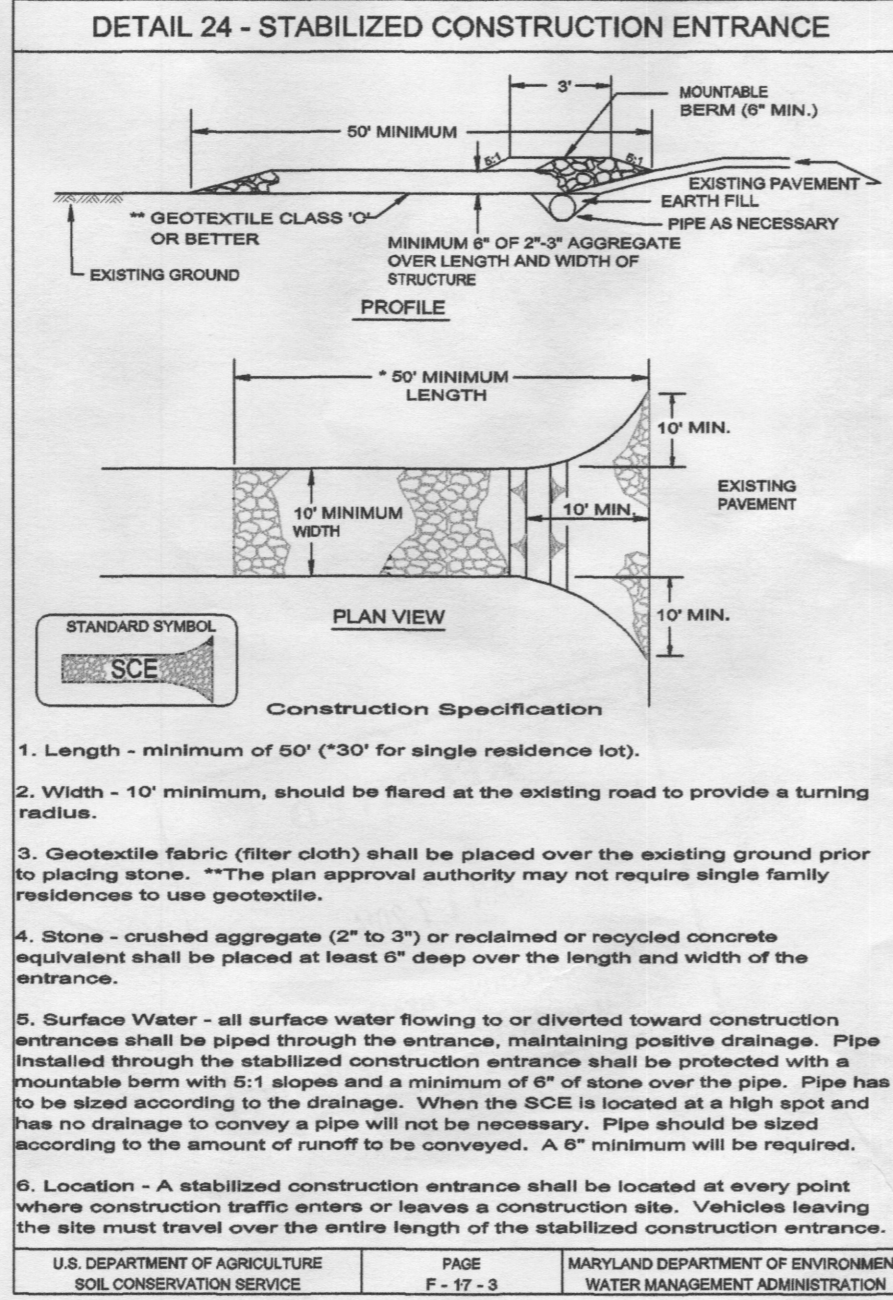 DETAIL 24 - STABILIZED CONSTRUCTION ENTRANCE
3'
MOUNTABLE
BERM (6" MIN.)
50' MINIMUM
5:1
5:1
EXISTING PAVEMENT
EARTH FILL
PIPE AS NECESSARY
** GEOTEXTILE CLASS 'C'
OR BETTER
MINIMUM 6" OF 2"-3" AGGREGATE
OVER LENGTH AND WIDTH OF
STRUCTURE
EXISTING GROUND
PROFILE
* 50' MINIMUM
LENGTH
10' MIN.
EXISTING
PAVEMENT
10' MINIMUM
WIDTH
10' MIN.
10' MIN.
PLAN VIEW
STANDARD SYMBOL
SCE
Construction Specification
1. Length - minimum of 50' (*30' for single residence lot).
2. Width - 10' minimum, should be flared at the existing road to provide a turning
radius.
3. Geotextile fabric (filter cloth) shall be placed over the existing ground prior
to placing stone. **The plan approval authority may not require single family
residences to use geotextile.
4. Stone - crushed aggregate (2" to 3") or reclaimed or recycled concrete
equivalent shall be placed at least 6" deep over the length and width of the
entrance.
5. Surface Water - all surface water flowing to or diverted toward construction
entrances shall be piped through the entrance, maintaining positive drainage. Pipe
installed through the stabilized construction entrance shall be protected with a
mountable berm with 5:1 slopes and a minimum of 6" of stone over the pipe. Pipe has
to be sized according to the drainage. When the SCE is located at a high spot and
has no drainage to convey a pipe will not be necessary. Pipe should be sized
according to the amount of runoff to be conveyed. A 6" minimum will be required.
6. Location - A stabilized construction entrance shall be located at every point
where construction traffic enters or leaves a construction site. Vehicles leaving
the site must travel over the entire length of the stabilized construction entrance.
U.S. DEPARTMENT OF AGRICULTURE
SOIL CONSERVATION SERVICE
PAGE
F - 17 - 3
MARYLAND DEPARTMENT OF ENVIRONMEN
WATER MANAGEMENT ADMINISTRATION